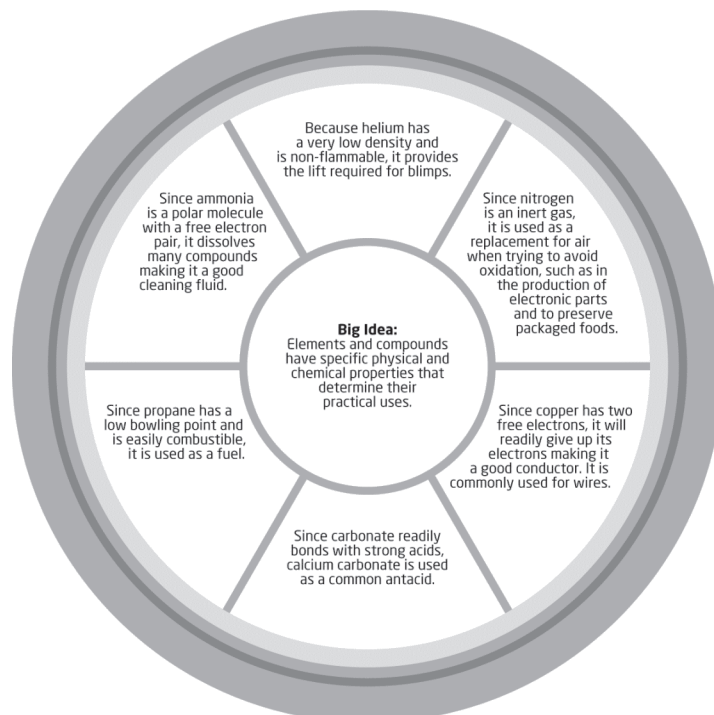 Because helium has
a very low density and
is non-flammable, it provides
the lift required for blimps.
Since nitrogen
is an inert gas,
it is used as a
replacement for air
when trying to avoid
oxidation, such as in
the production of
electronic parts
and to preserve
packaged foods.
Since copper has two
free electrons, it will
readily give up its
electrons making it
a good conductor. It is
commonly used for wires.
Since carbonate readily
bonds with strong acids,
calcium carbonate is used
as a common antacid.
Since propane has a
low bowling point and
is easily combustible,
it is used as a fuel.
Since ammonia
is a polar molecule
with a free electron
pair, it dissolves
many compounds
making it a good
cleaning fluid.
Big Idea:
Elements and compounds
have specific physical and
chemical properties that
determine their
practical uses.